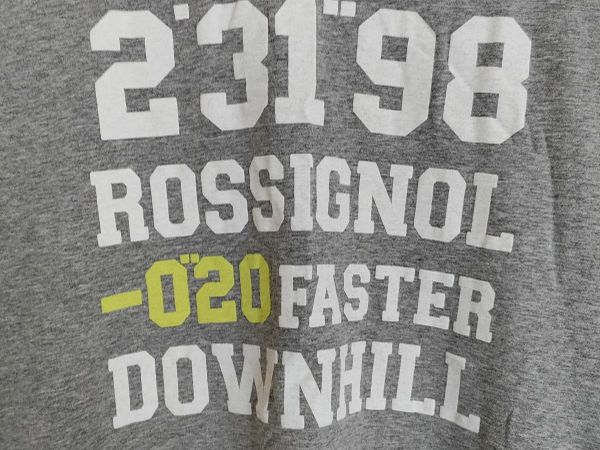 2'31"98
ROSSIGNOL
-0"20 FASTER
DOWNHILL